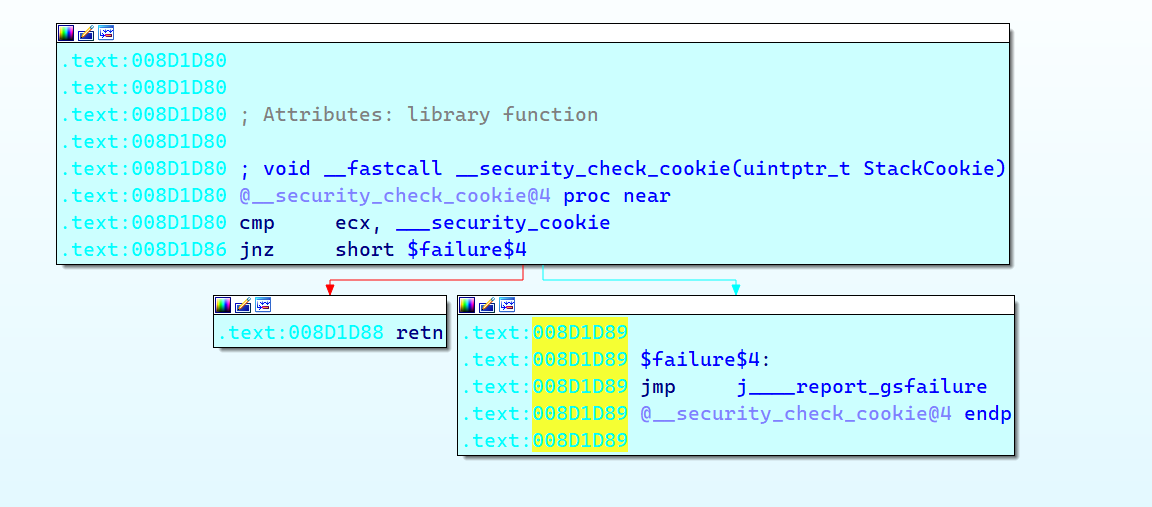 .text:008D1D80
.text:008D1D80
.text:008D1D80 ; Attributes: library function
.text:008D1D80
.text:008D1D80 ; void __fastcall __security_check_cookie(uintptr_t StackCookie)
.text:008D1D80 @__security_check_cookie@4 proc near
.text:008D1D80 cmp     ecx, ___security_cookie
.text:008D1D86 jnz     short $failure$4
.text:008D1D88 retn
.text:008D1D89
.text:008D1D89 $failure$4:
.text:008D1D89 jmp     j____report_gsfailure
.text:008D1D89 @__security_check_cookie@4 endp
.text:008D1D89